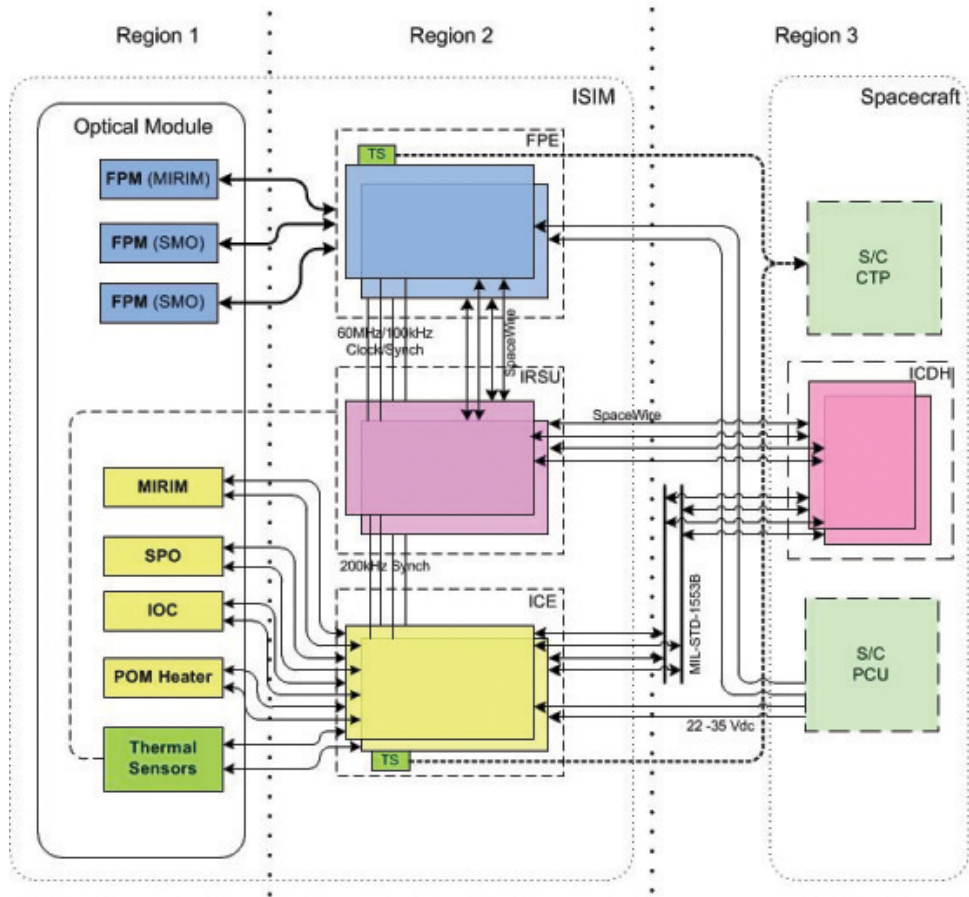 Region 1
Region 2
Region 3
ISIM
Spacecraft
Optical Module
FPE
TS
FPM (MIRIM)
FPM (SMO)
FPM (SMO)
S/C
CTP
60MHz/100kHz
Clock/Synch
SpaceWire
IRSU
ICDH
SpaceWire
MIRIM
SPO
200kHz Synch
IOC
ICE
MIL-STD-1553B
POM Heater
S/C
PCU
22 -35 Vdc
Thermal
Sensors
TS